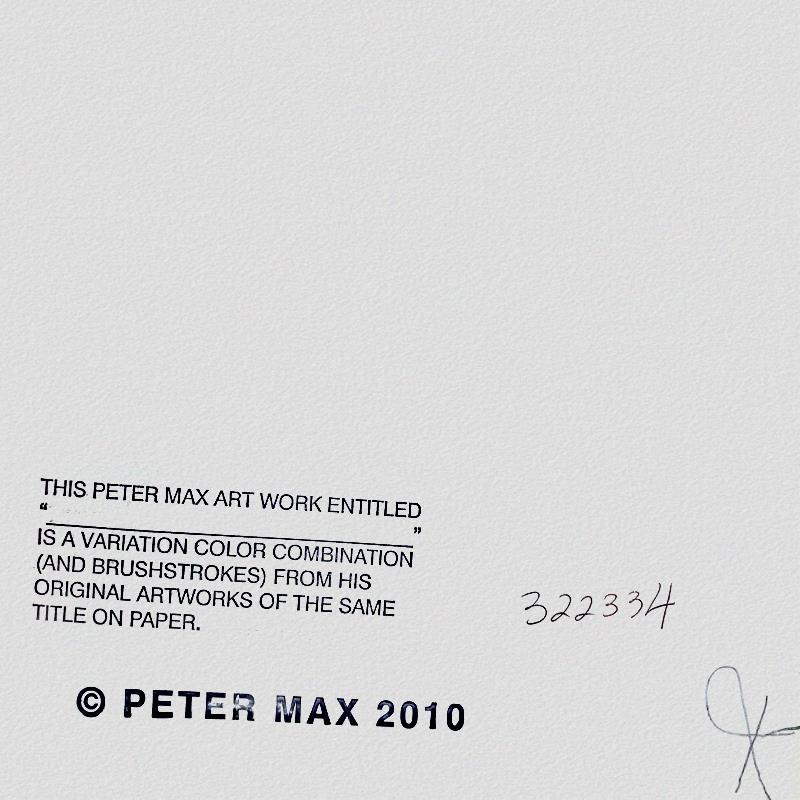 THIS PETER MAX ART WORK ENTITLED
“ ”
IS A VARIATION COLOR COMBINATION
(AND BRUSHSTROKES) FROM HIS
ORIGINAL ARTWORKS OF THE SAME
TITLE ON PAPER.
322334
© PETER MAX 2010